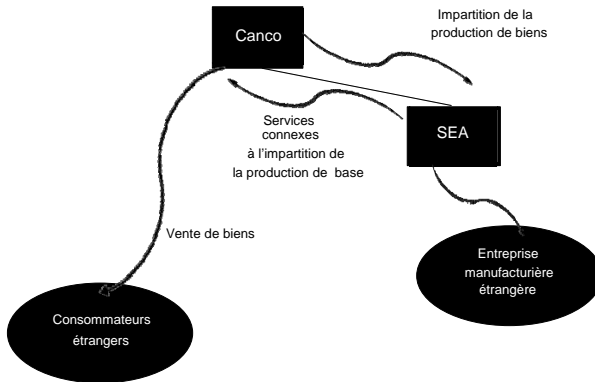 Impartition de la
production de biens
Canco
Services
connexes
à l'impartition de
la production de base
SEA
Vente de biens
Entreprise
manufacturière
étrangère
Consommateurs
étrangers